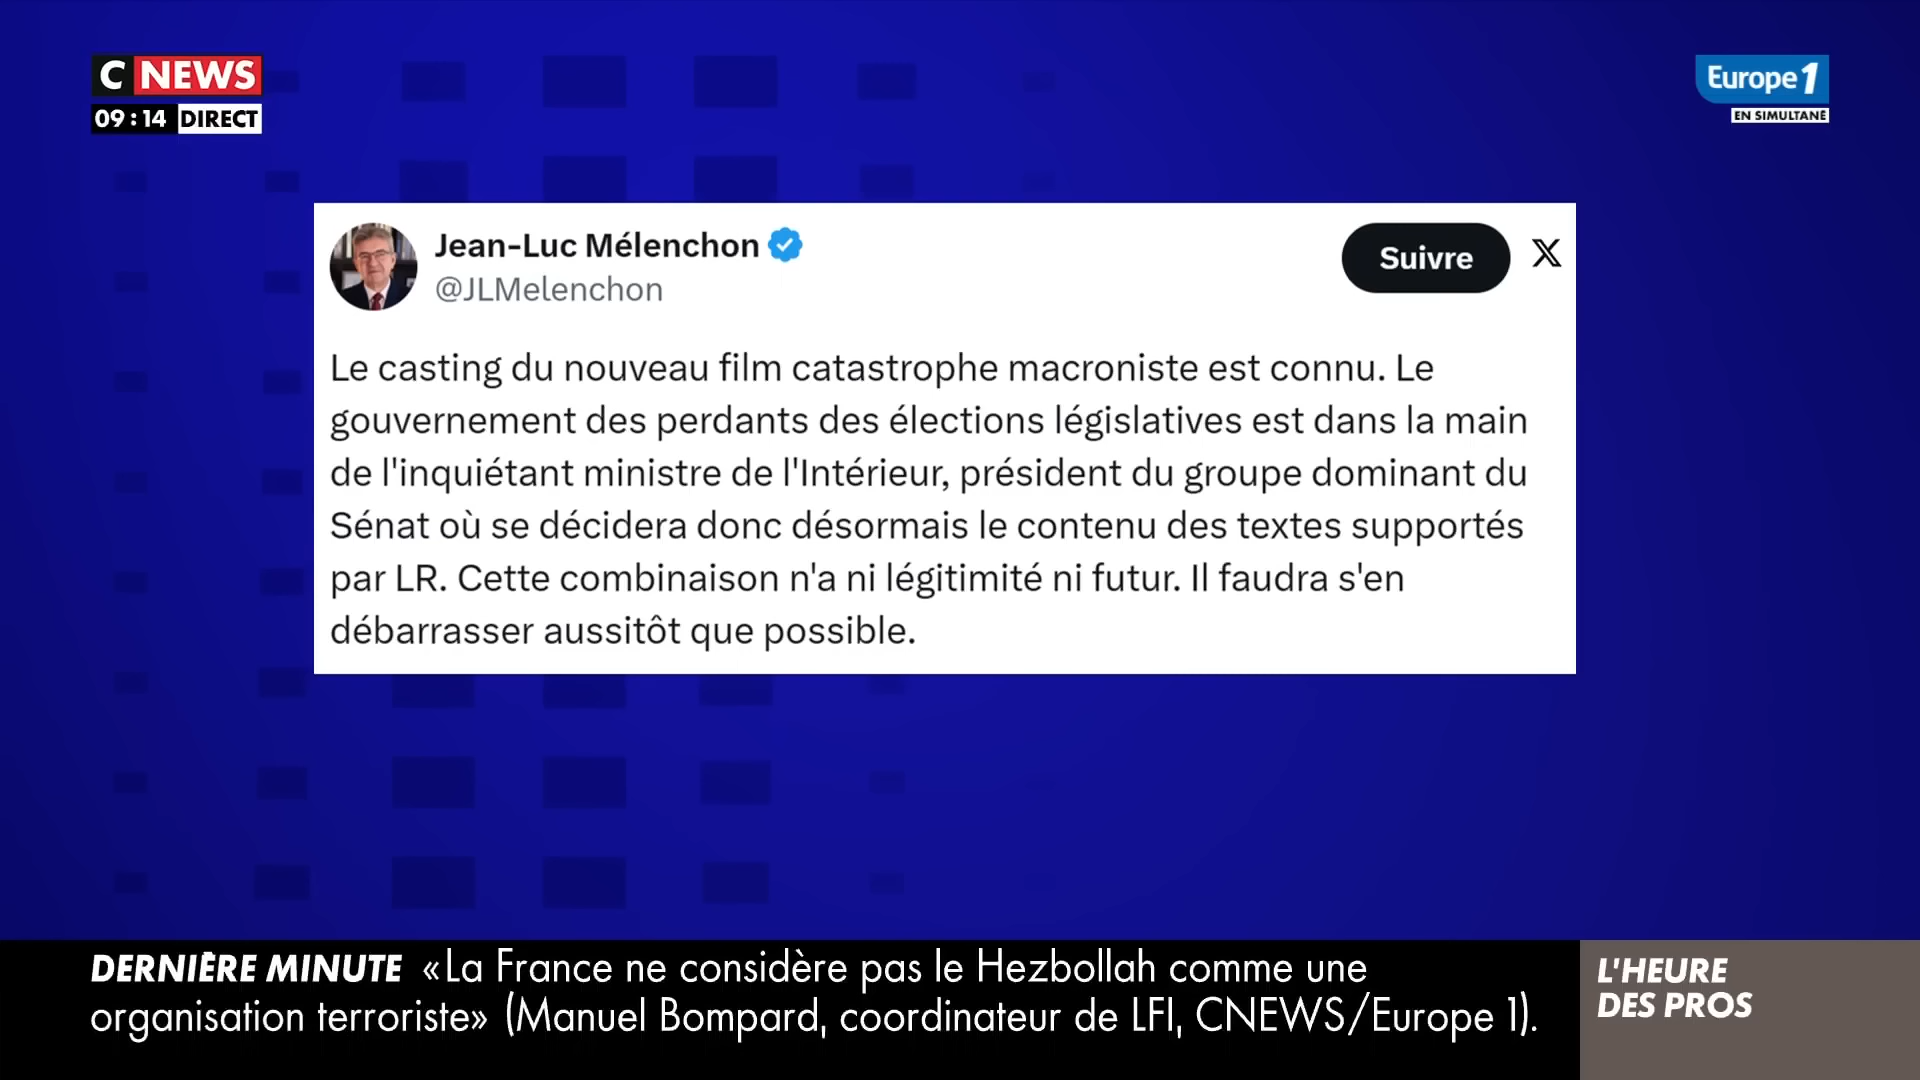 C NEWS
09:14 DIRECT
Europe 1
EN SIMULTANÉ
Jean-Luc Mélenchon
@JLMelenchon
Suivre
Le casting du nouveau film catastrophe macroniste est connu. Le
gouvernement des perdants des élections législatives est dans la main
de l'inquiétant ministre de l'Intérieur, président du groupe dominant du
Sénat où se décidera donc désormais le contenu des textes supportés
par LR. Cette combinaison n'a ni légitimité ni futur. Il faudra s'en
débarrasser aussitôt que possible.
DERNIÈRE MINUTE «La France ne considère pas le Hezbollah comme une
organisation terroriste» (Manuel Bompard, coordinateur de LFI, CNEWS/Europe 1).
L'HEURE
DES PROS